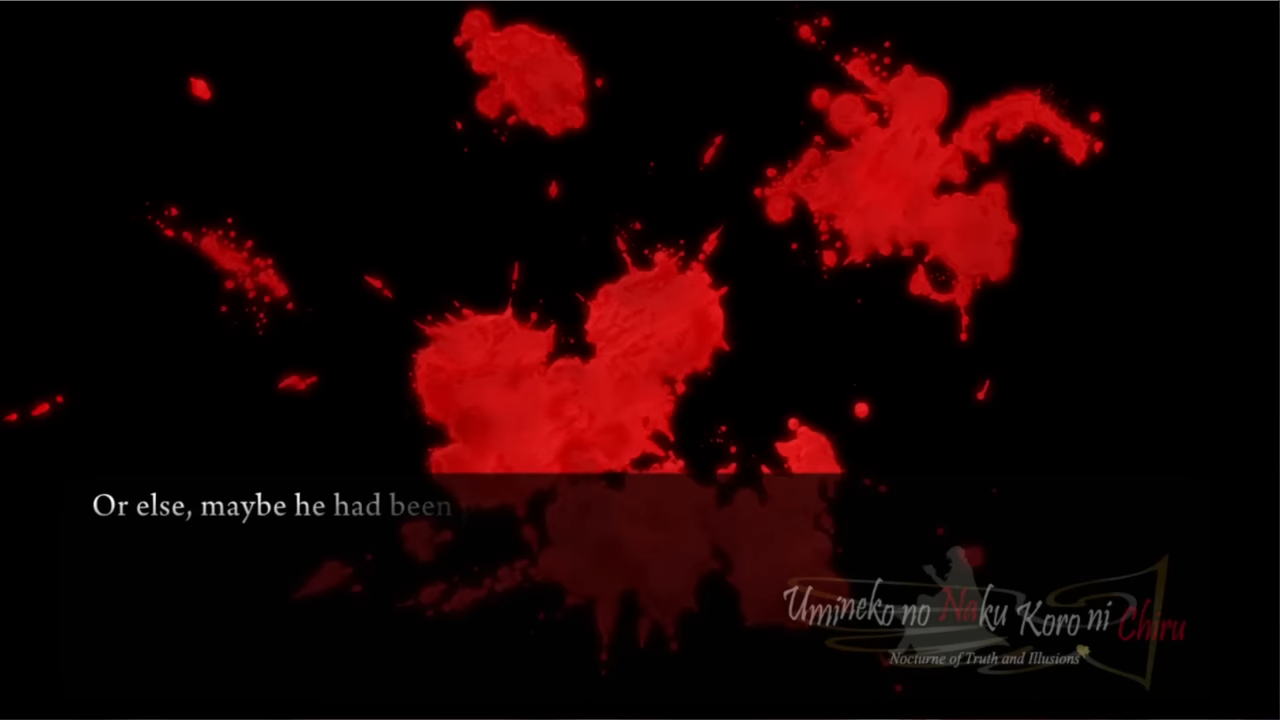 Or else, maybe he had been
Umineko no Naku Koro ni Chiru
Nocturne of Truth and Illusions